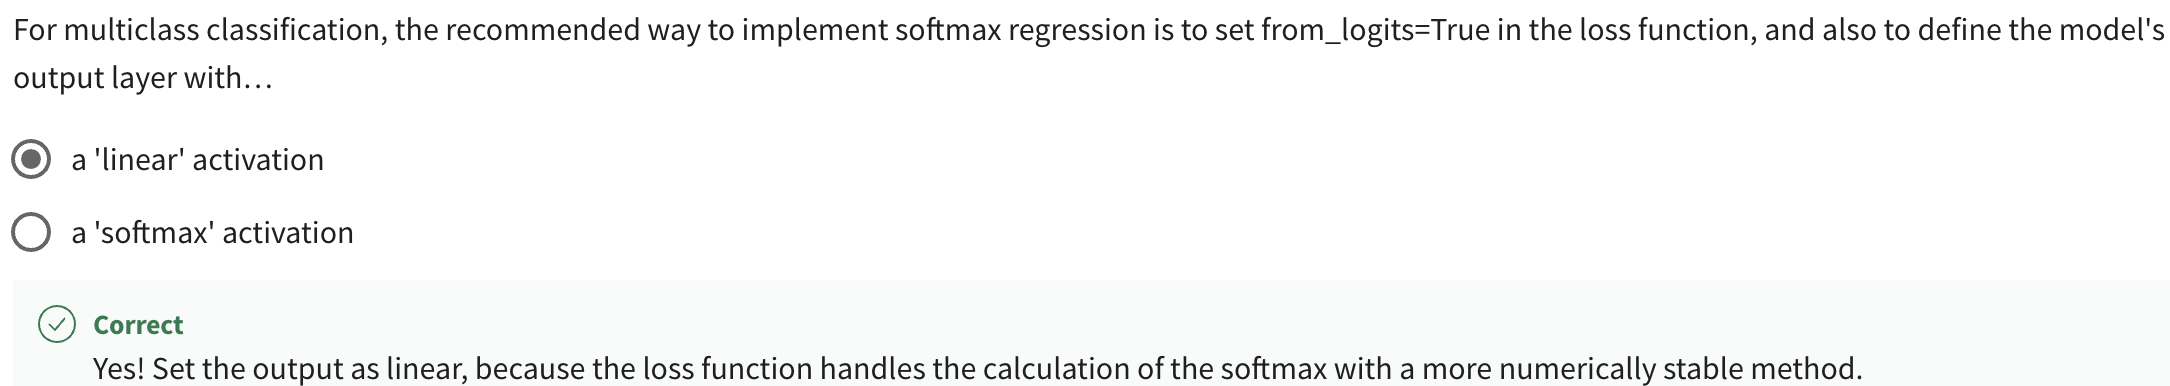 For multiclass classification, the recommended way to implement softmax regression is to set from_logits=True in the loss function, and also to define the model's
output layer with…
a 'linear' activation
a 'softmax' activation
Correct
Yes! Set the output as linear, because the loss function handles the calculation of the softmax with a more numerically stable method.